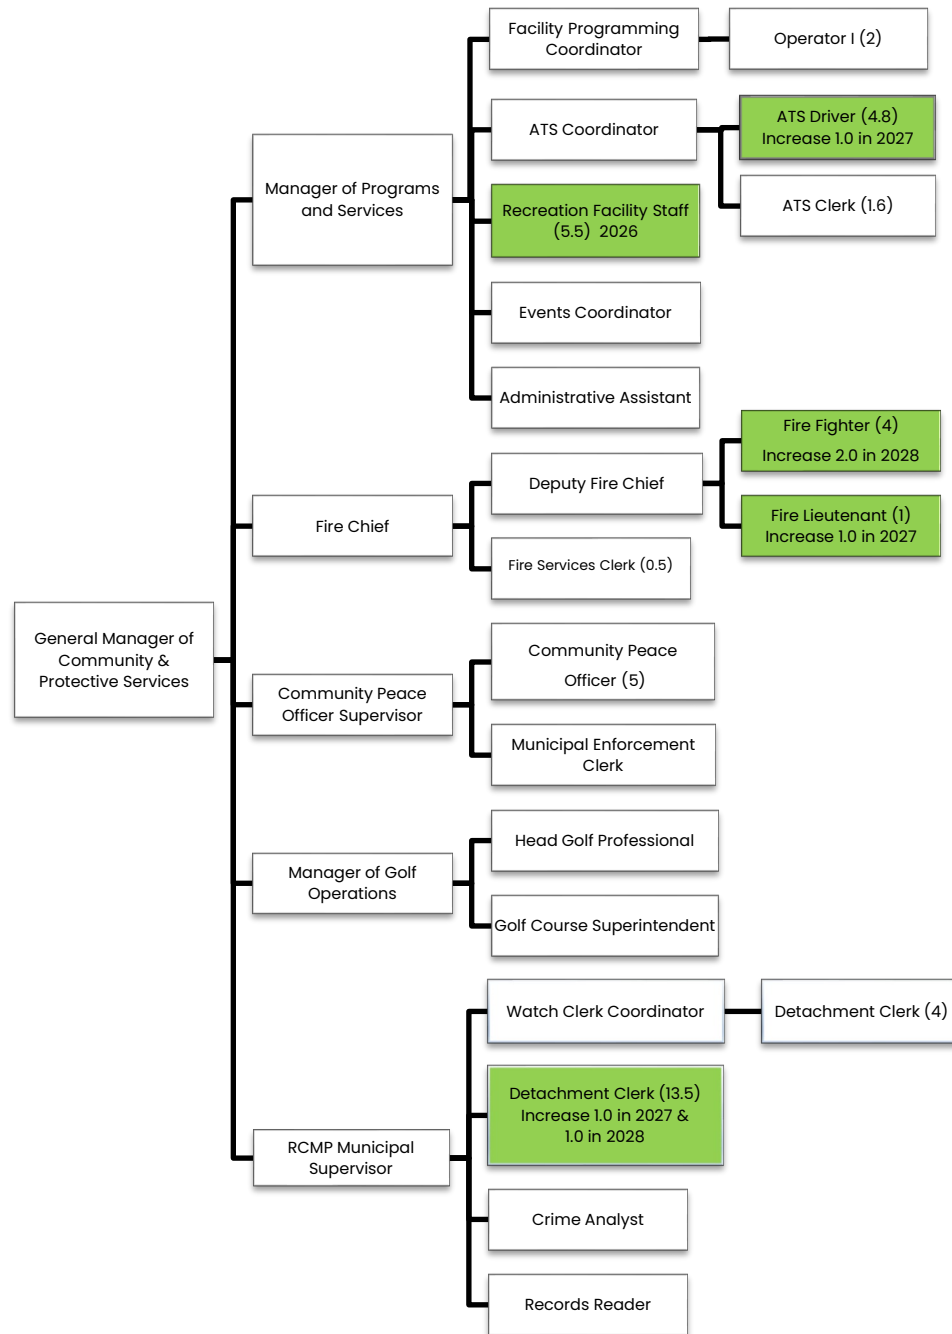 Facility Programming
Coordinator
Operator I (2)
ATS Coordinator
ATS Driver (4.8)
Increase 1.0 in 2027
ATS Clerk (1.6)
Manager of Programs
and Services
Recreation Facility Staff
(5.5) 2026
Events Coordinator
Administrative Assistant
Fire Fighter (4)
Increase 2.0 in 2028
Deputy Fire Chief
Fire Lieutenant (1)
Increase 1.0 in 2027
Fire Chief
Fire Services Clerk (0.5)
General Manager of
Community &
Protective Services
Community Peace
Officer (5)
Community Peace
Officer Supervisor
Municipal Enforcement
Clerk
Head Golf Professional
Manager of Golf
Operations
Golf Course Superintendent
Watch Clerk Coordinator
Detachment Clerk (4)
Detachment Clerk (13.5)
Increase 1.0 in 2027 &
1.0 in 2028
RCMP Municipal
Supervisor
Crime Analyst
Records Reader